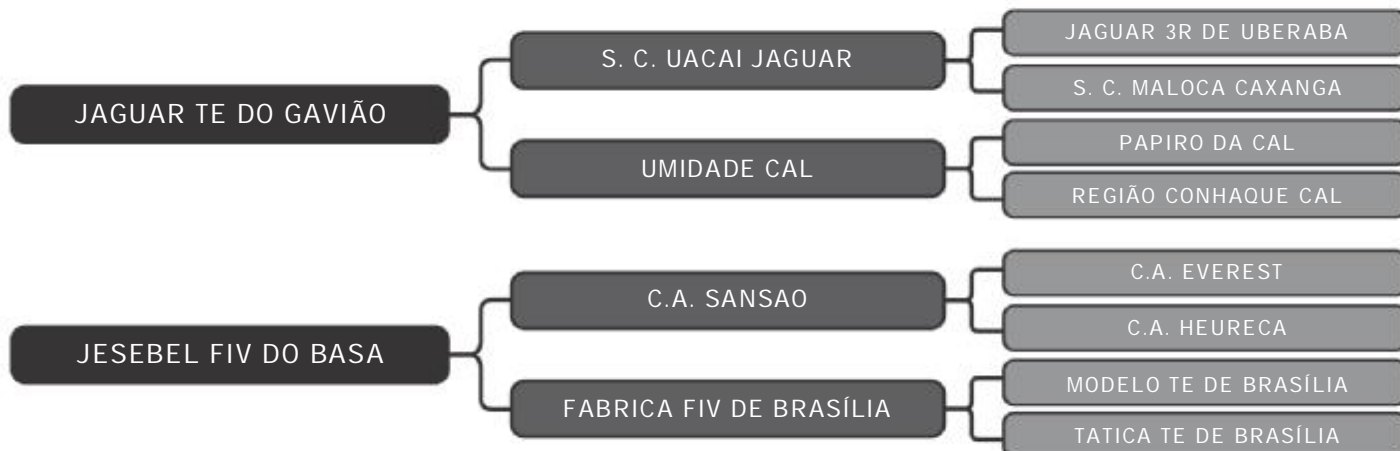 JAGUAR TE DO GAVIÃO
S. C. UACAI JAGUAR
JAGUAR 3R DE UBERABA
S. C. MALOCA CAXANGA
UMIDADE CAL
PAPIRO DA CAL
REGIÃO CONHAQUE CAL
JESEBEL FIV DO BASA
C.A. SANSAO
C.A. EVEREST
C.A. HEURECA
FABRICA FIV DE BRASÍLIA
MODELO TE DE BRASÍLIA
TATICA TE DE BRASÍLIA